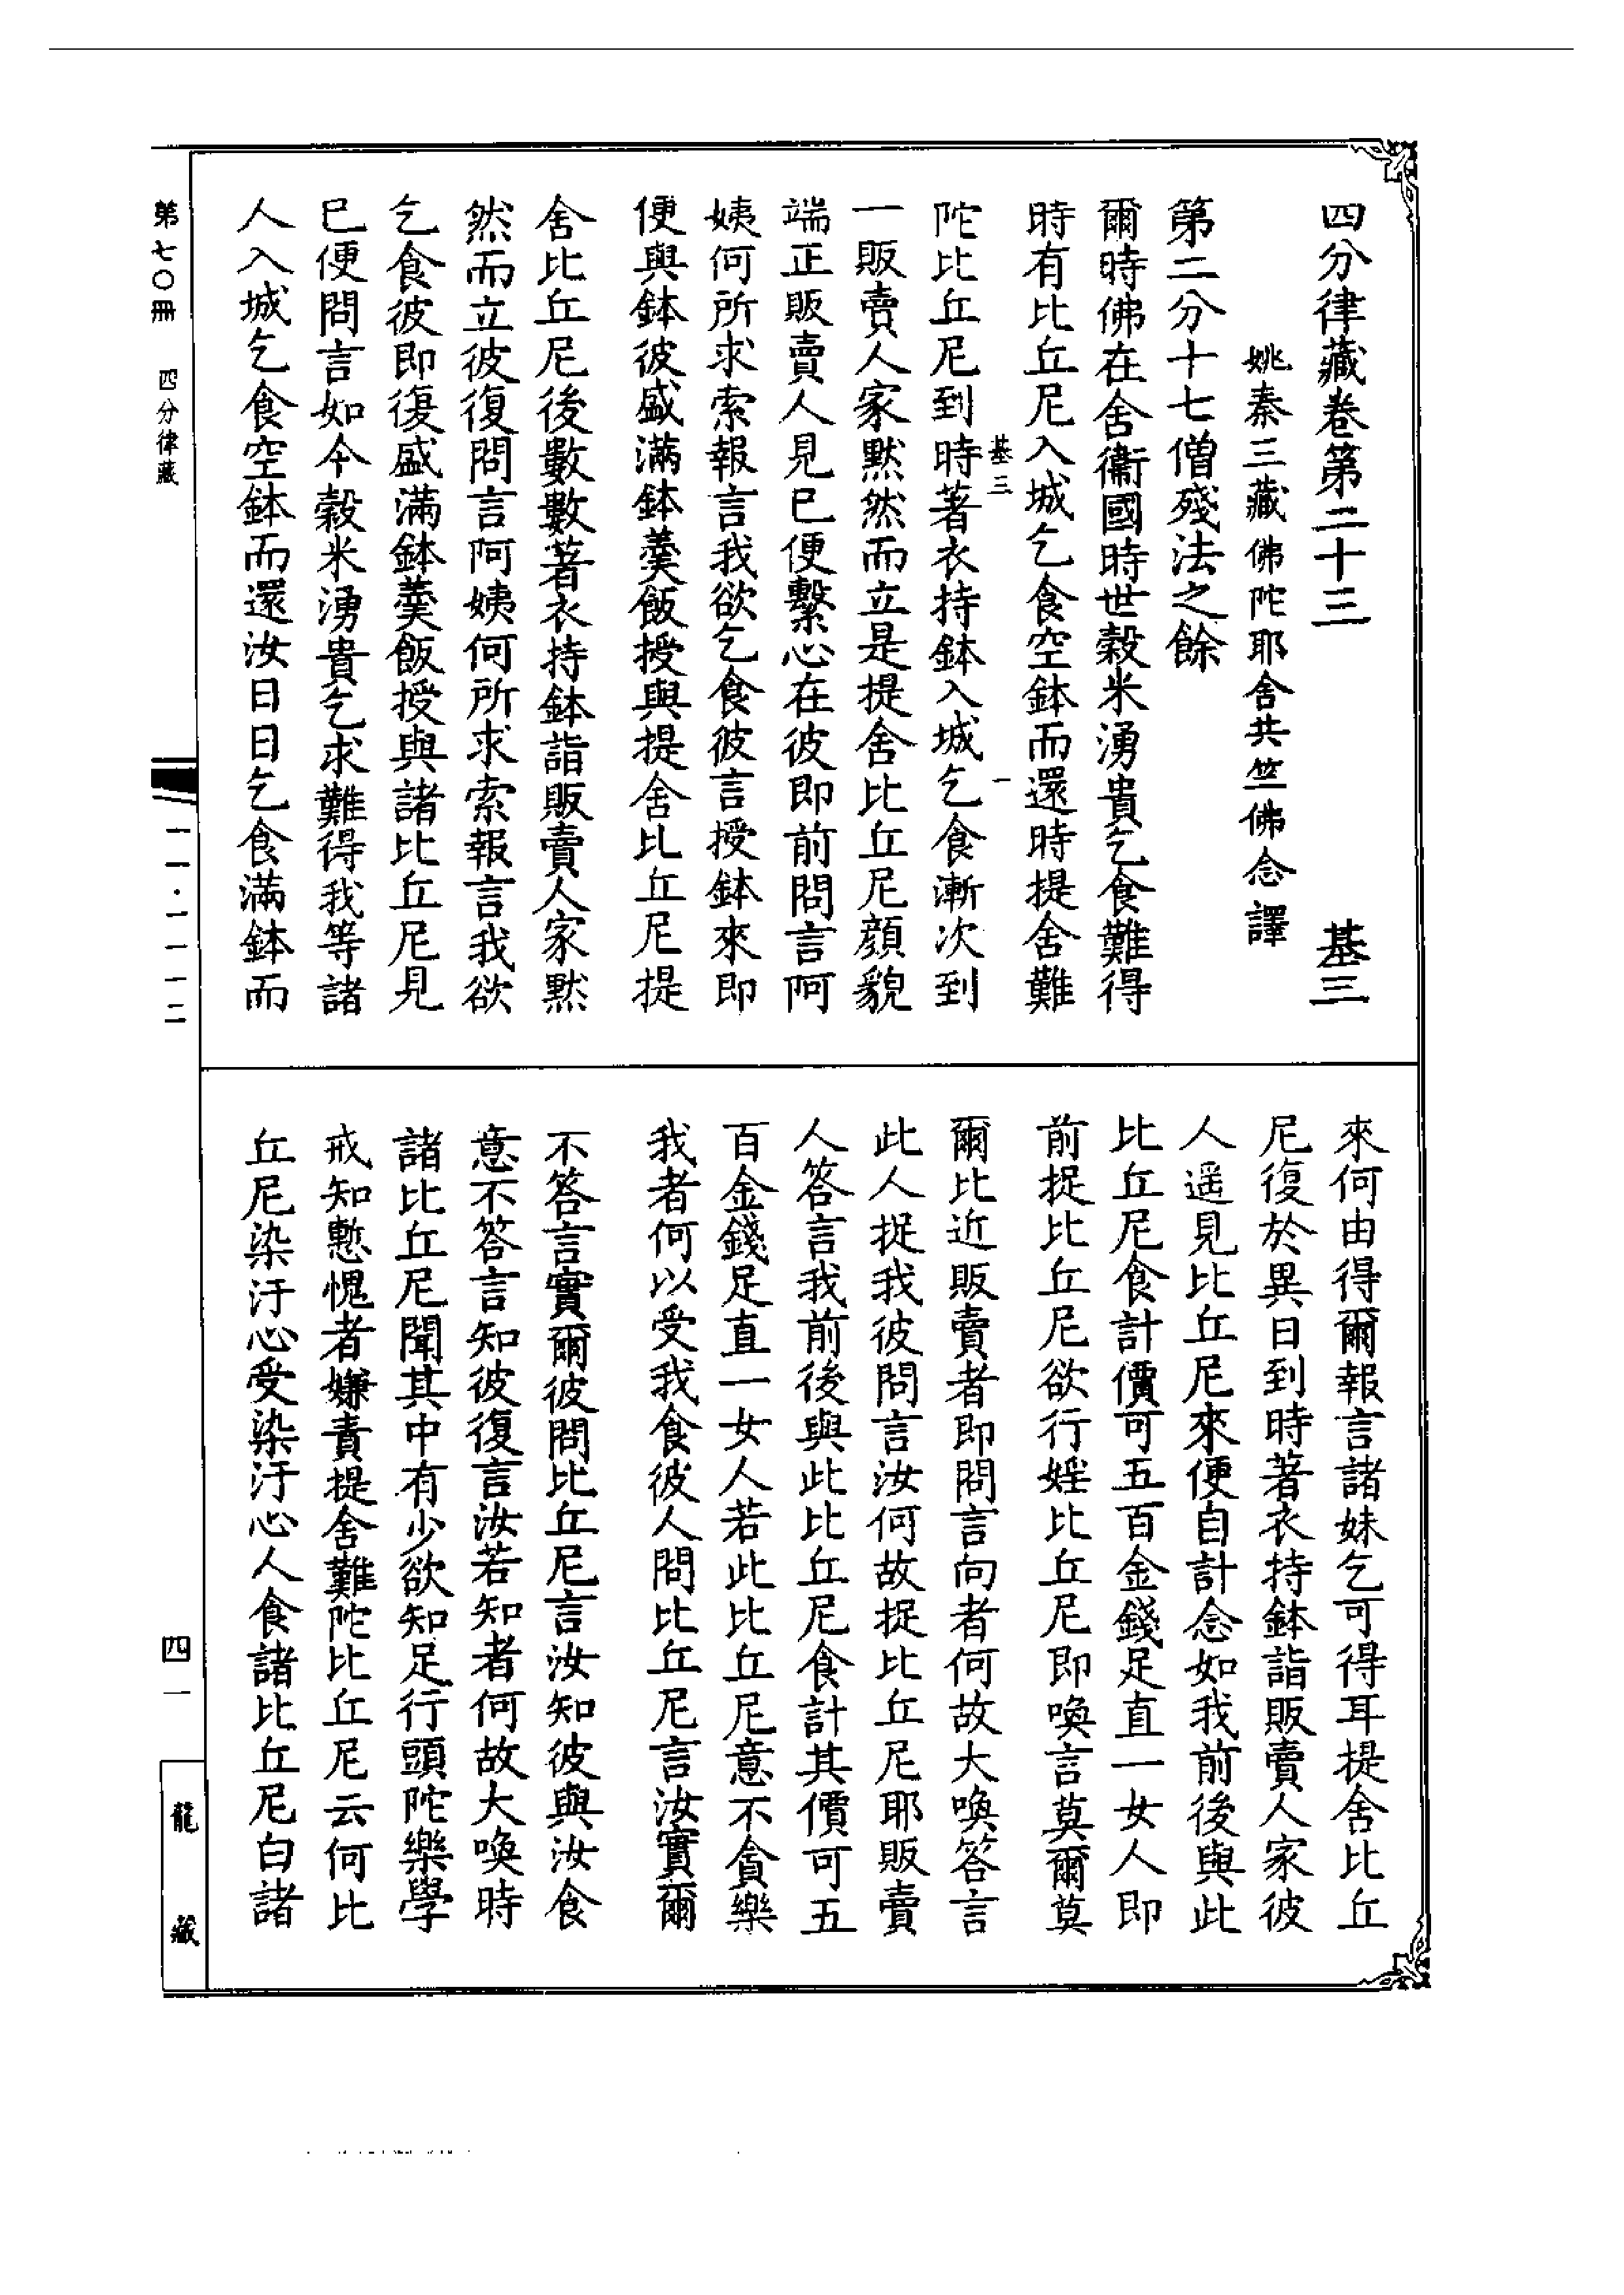 四分律藏卷第二十三　基三
姚秦三藏佛陀耶舍共竺佛念譯
第二分十七僧殘法之餘
爾時佛在舍衞國時世穀米湧貴乞食難得
時有比丘尼入城乞食空鉢而還時提舍難
基三　一
陀比丘尼到時著衣持鉢入城乞食漸次到
一販賣人家默然而立是提舍比丘尼顏貌
端正販賣人見已便繫心在彼即前問言阿
姨何所求索報言我欲乞食彼言授鉢來即
便與鉢彼盛滿鉢羹飯授與提舍比丘尼提
舍比丘尼後數數著衣持鉢詣販賣人家默
然而立彼復問言阿姨何所求索報言我欲
乞食彼即復盛滿鉢羹飯授與諸比丘尼見
已便問言如今穀米湧貴乞求難得我等諸
人入城乞食空鉢而還汝日日乞食滿鉢而
來何由得爾報言諸妹乞可得耳提舍比丘
尼復於異日到時著衣持鉢詣販賣人家彼
人遥見比丘尼來便自計念如我前後與此
比丘尼食計價可五百金錢足直一女人即
前捉比丘尼欲行婬比丘尼即喚言莫爾莫
爾比近販賣者即問言向者何故大喚答言
此人捉我彼問言汝何故捉比丘尼耶販賣
人答言我前後與此比丘尼食計其價可五
百金錢足直一女人若此比丘尼意不貪樂
我者何以受我食彼人問比丘尼言汝實爾
不答言實爾彼問比丘尼言汝知彼與汝食
意不答言知彼復言汝若知者何故大喚時
諸比丘尼聞其中有少欲知足行頭陀樂學
戒知慙愧者嫌責提舍難陀比丘尼云何比
丘尼染汙心受染汙心人食諸比丘尼白諸
第七〇冊　四分律藏
一一·一一一二
四一
龍藏